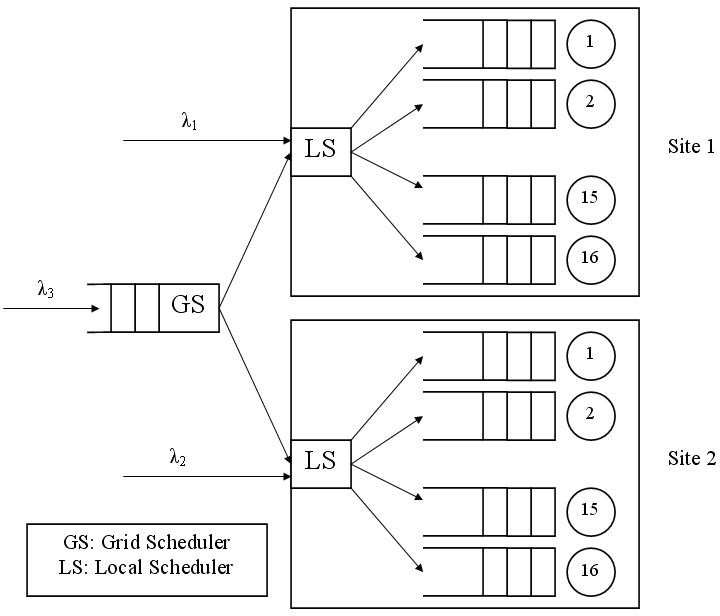 1
2
λ1
LS
Site 1
15
16
λ3
GS
1
2
LS
Site 2
λ2
15
16
GS: Grid Scheduler
LS: Local Scheduler